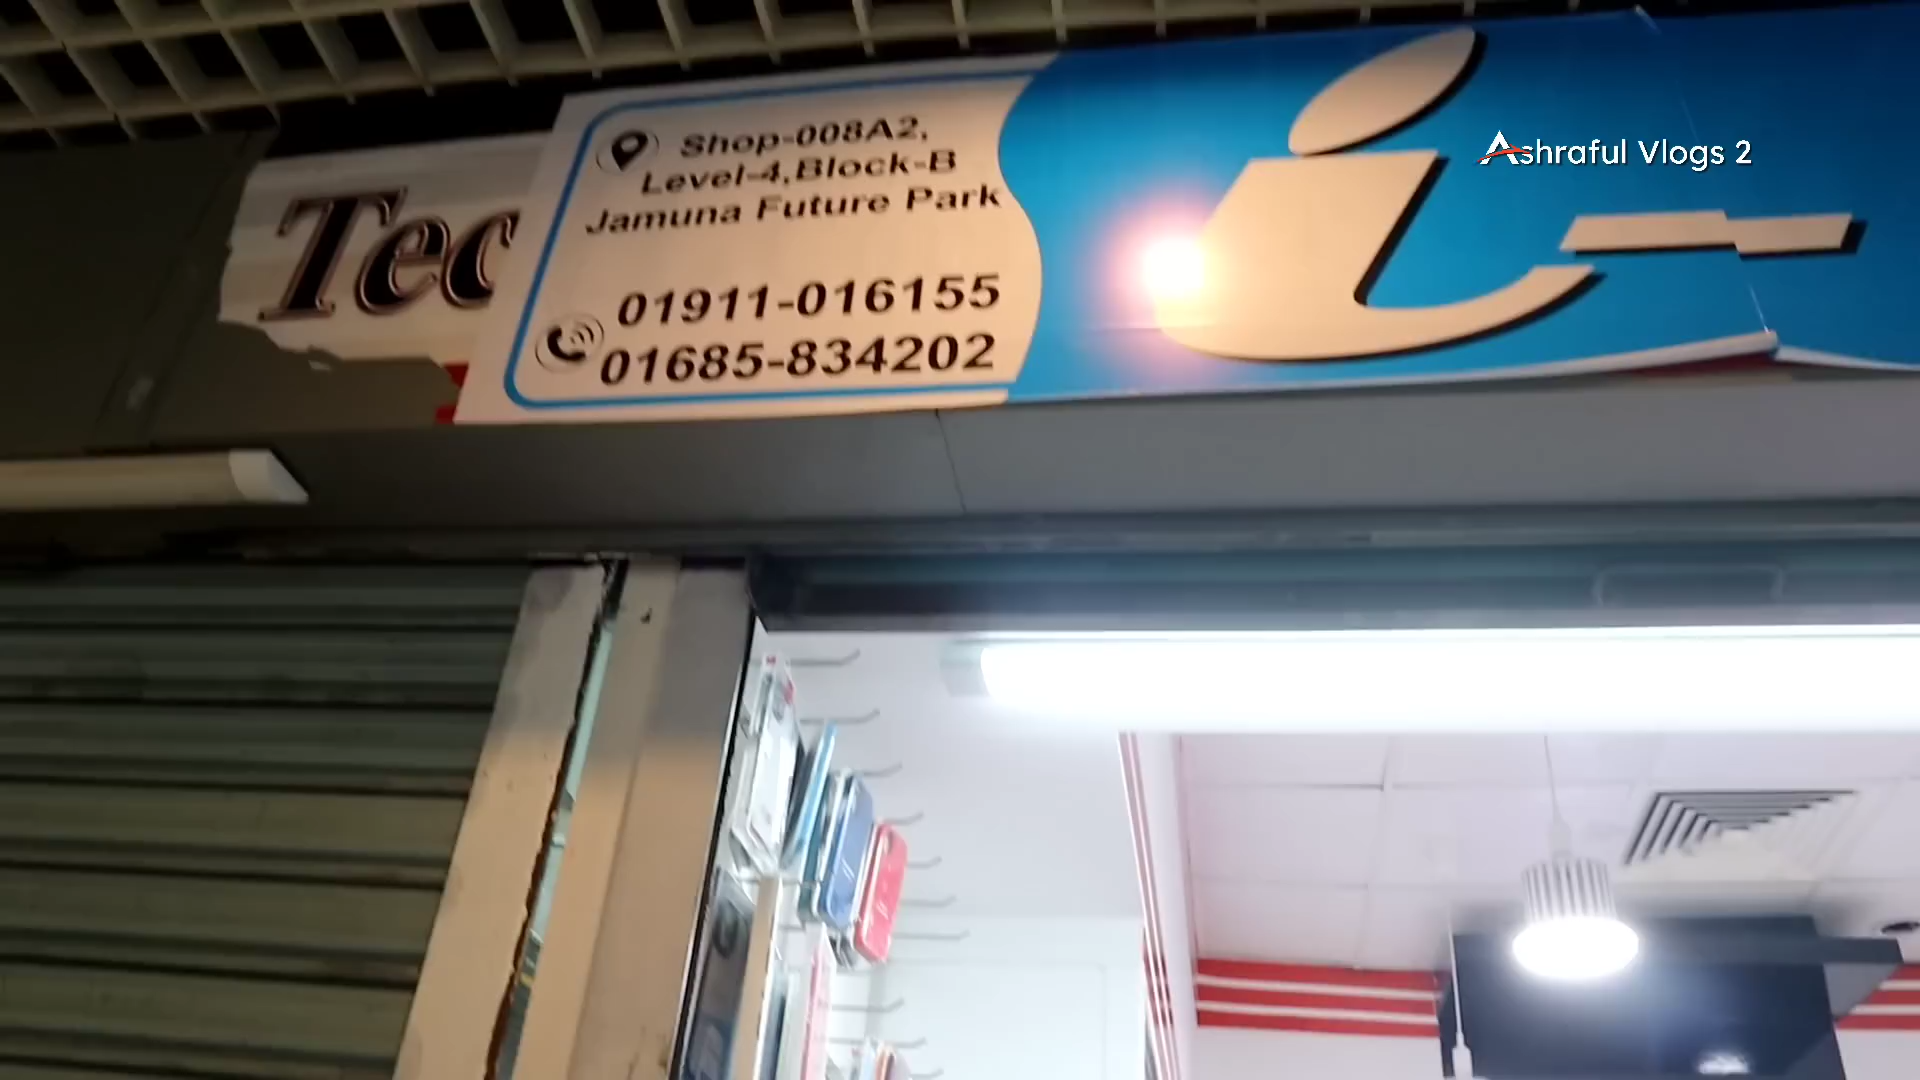 Tec
Shop-008A2,
Level-4,Block-B
Jamuna Future Park
01911-016155
01685-834202
i-
Ashraful Vlogs 2